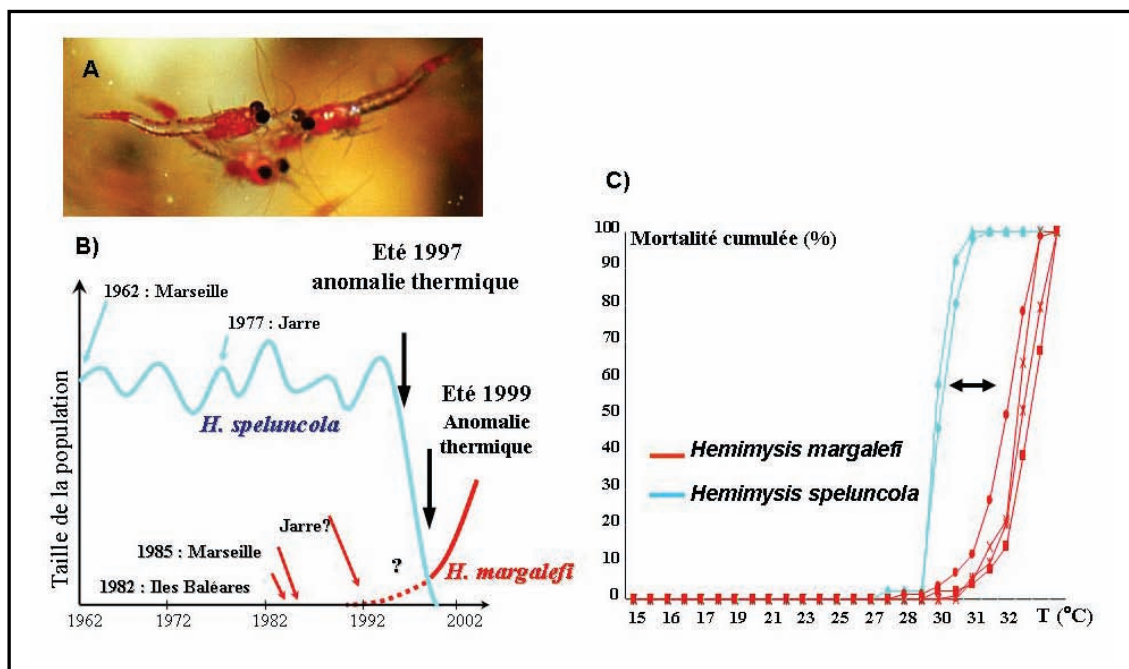 A
B)
Eté 1997
anomalie thermique
1962 : Marseille
1977 : Jarre
Eté 1999
Anomalie
thermique
H. speluncola
Taille de la population
Jarre?
1985 : Marseille
?
1982 : Iles Baléares
H. margalefi
1962 1972 1982 1992 2002
C)
Mortalité cumulée (%)
100
90
80
70
60
50
40
30
20
10
0
Hemimysis margalefi
Hemimysis speluncola
15 16 17 19 21 23 25 27 28 30 31 32 T (°C)